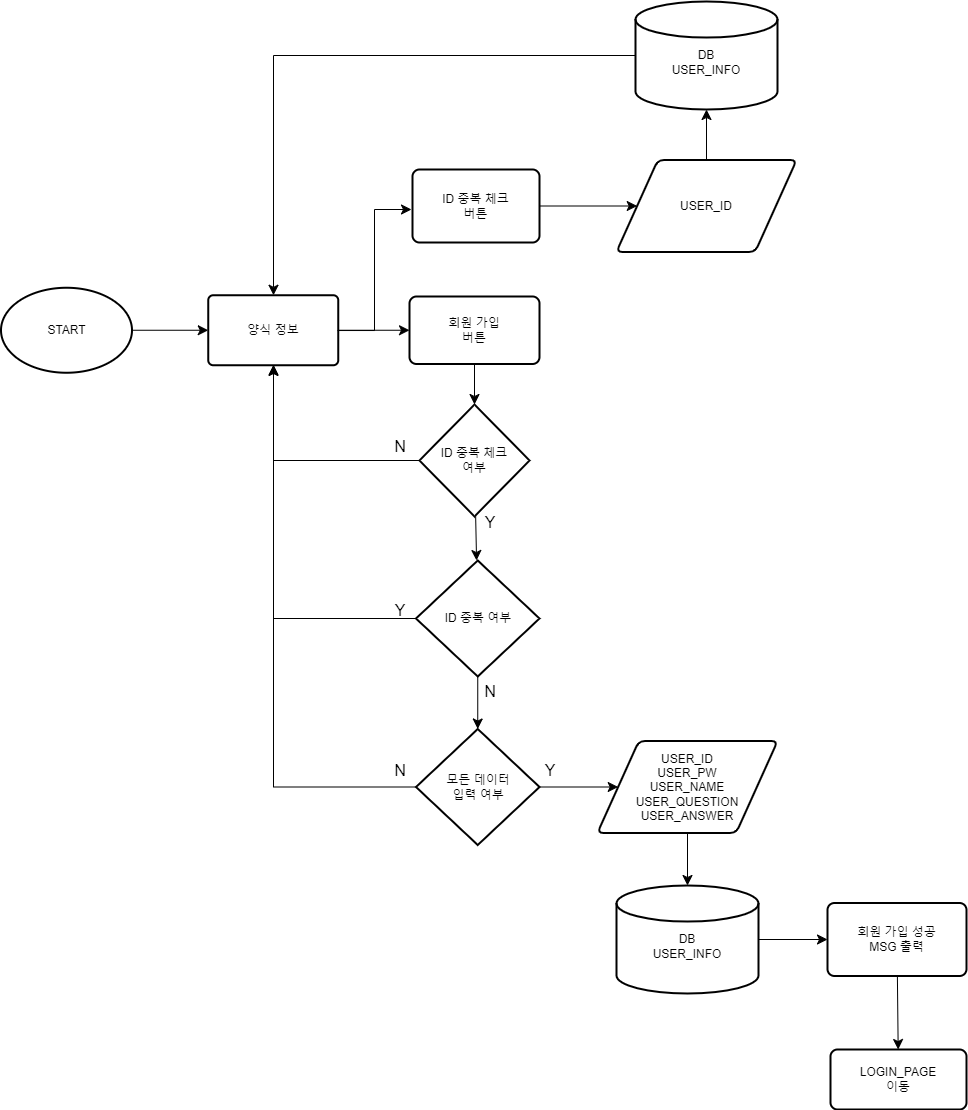 DB
USER_INFO
ID 중복 체크
버튼
USER_ID
START
양식 정보
회원 가입
버튼
N
ID 중복 체크
여부
Y
Y
ID 중복 여부
N
N
모든 데이터
입력 여부
Y
USER_ID
USER_PW
USER_NAME
USER_QUESTION
USER_ANSWER
DB
USER_INFO
회원 가입 성공
MSG 출력
LOGIN_PAGE
이동